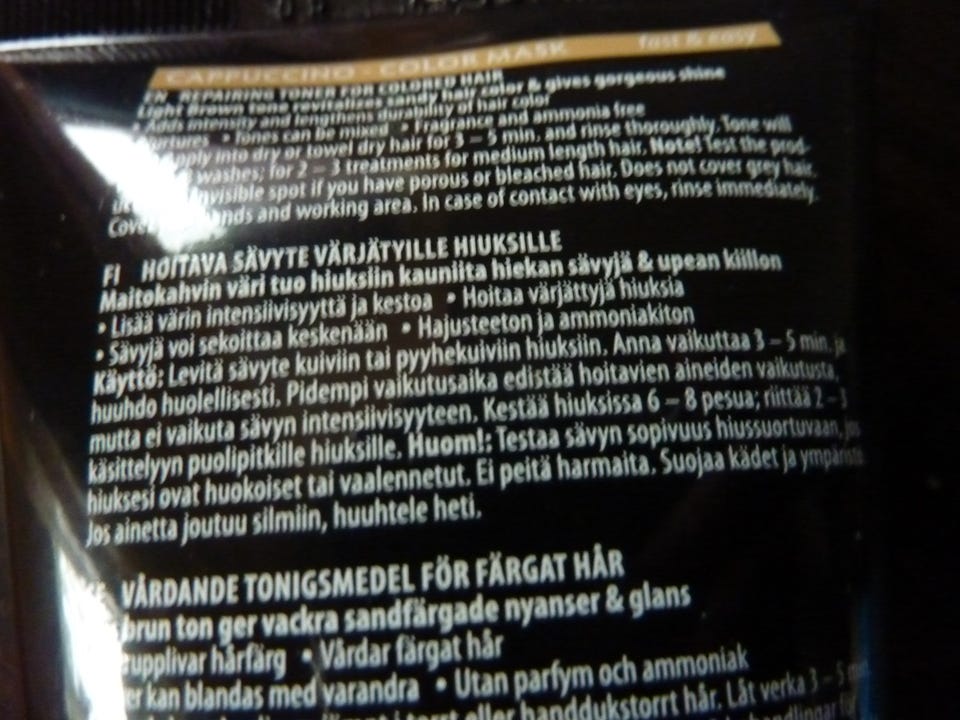 CAPPUCCINO COLOR MASK fast & easy
EN REPAIRING TONER FOR COLORED HAIR
Light Brown tone revitalizes sandy hair color & gives gorgeous shine
• Adds intensity and lengthens durability of hair color
• Tones can be mixed • Fragrance and ammonia free
into dry or towel dry hair for 3 – 5 min. and rinse thoroughly. Tone will
washes; for 2 – 3 treatments for medium length hair. Note! Test the prod-
spot if you have porous or bleached hair. Does not cover grey hair.
and working area. In case of contact with eyes, rinse immediately.
FI HOITAVA SÄVYTE VÄRJÄTYILLE HIUKSILLE
Maitokahvin väri tuo hiuksiin kauniita hiekan sävyjä & upean kiillon
• Lisää värin intensiivisyyttä ja kestoa • Hoitaa värjättyjä hiuksia
• Sävyjä voi sekoittaa keskenään • Hajusteeton ja ammoniakiton
Käyttö: Levitä sävyte kuiviin tai pyyhekuiviin hiuksiin. Anna vaikuttaa 3 – 5 min. ja
huuhdo huolellisesti. Pidempi vaikutusaika edistää hoitavien aineiden vaikutusta,
mutta ei vaikuta sävyn intensiivisyyteen. Kestää hiuksissa 6 – 8 pesua; riittää 2 – 3
käsittelyyn puolipitkille hiuksille. Huom!: Testaa sävyn sopivuus hiussuortuvaan, jos
hiuksesi ovat huokoiset tai vaalennetut. Ei peitä harmaita. Suojaa kädet ja
Jos ainetta joutuu silmiin, huuhtele heti.
VÅRDANDE TONIGSMEDEL FÖR FÄRGAT HÅR
brun ton ger vackra sandfärgade nyanser & glans
hårfärg • Vårdar färgat hår
kan blandas med varandra • Utan parfym och ammoniak
i torrt eller handdukstorrt hår. Låt verka 3 – 5